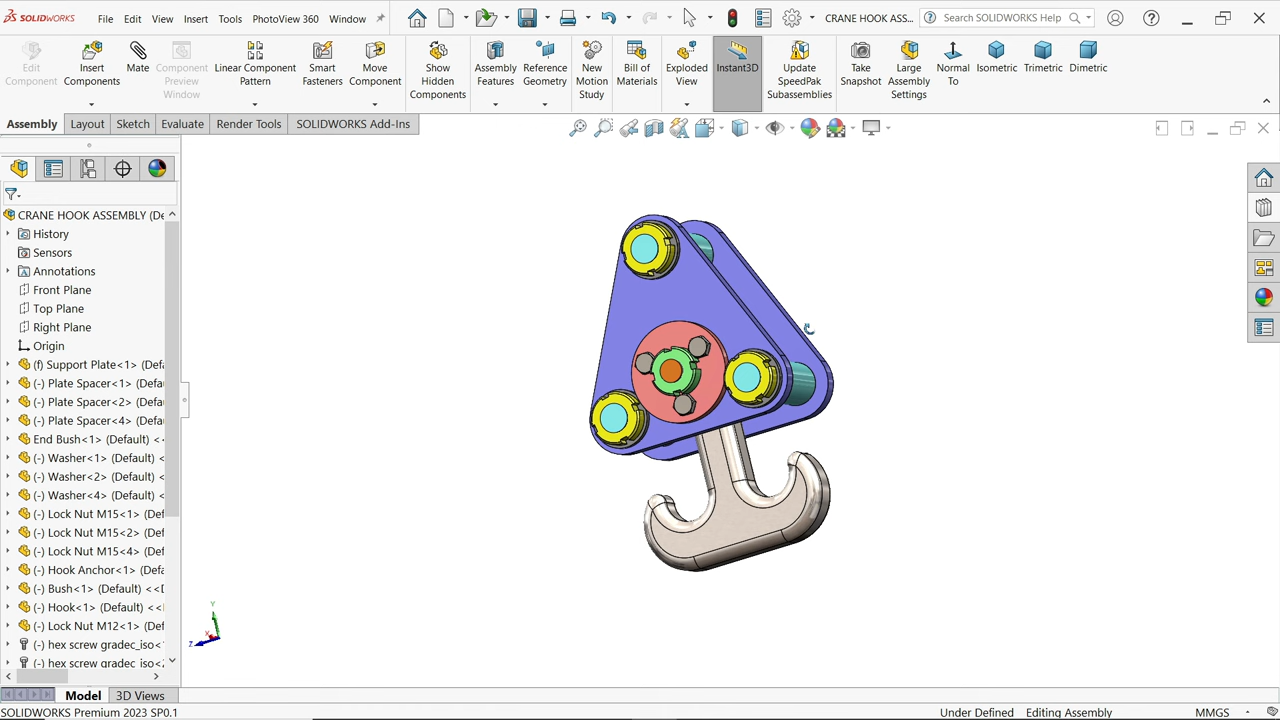 SOLIDWORKS File Edit View Insert Tools PhotoView 360 Window CRANE HOOK ASS... Search SOLIDWORKS Help
Edit Component
Insert Components
Mate
Component Preview Window
Linear Component Pattern
Smart Fasteners
Move Component
Show Hidden Components
Assembly Features
Reference Geometry
New Motion Study
Bill of Materials
Exploded View
Instant3D
Update SpeedPak Subassemblies
Take Snapshot
Large Assembly Settings
Normal To
Isometric
Trimetric
Dimetric
Assembly Layout Sketch Evaluate Render Tools SOLIDWORKS Add-Ins
CRANE HOOK ASSEMBLY (De
History
Sensors
Annotations
Front Plane
Top Plane
Right Plane
Origin
(f) Support Plate<1> (Defa
(-) Plate Spacer<1> (Defa
(-) Plate Spacer<2> (Defa
(-) Plate Spacer<4> (Defa
End Bush<1> (Default) <
(-) Washer<1> (Default) <
(-) Washer<2> (Default) <
(-) Washer<4> (Default) <
(-) Lock Nut M15<1> (Def
(-) Lock Nut M15<2> (Def
(-) Lock Nut M15<4> (Def
(-) Hook Anchor<1> (Def
(-) Bush<1> (Default) <<D
(-) Hook<1> (Default) <<
(-) Lock Nut M12<1> (Def
(-) hex screw gradec_iso<
(-) hex screw gradec_iso<2
Y
X
Z
Model 3D Views
SOLIDWORKS Premium 2023 SP0.1 Under Defined Editing Assembly MMGS